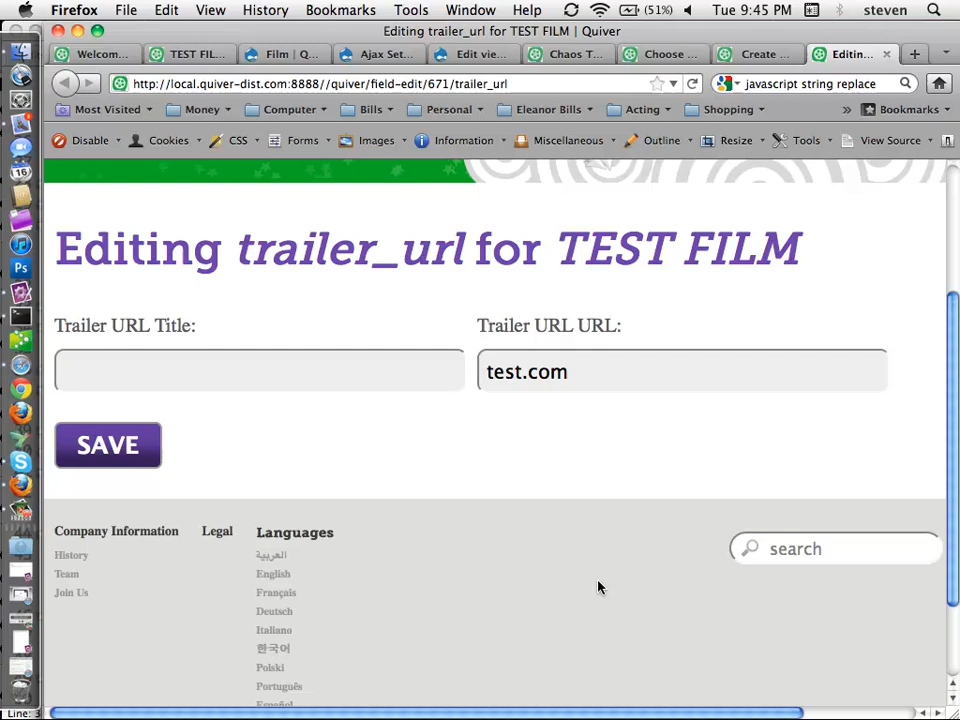 Firefox File Edit View History Bookmarks Tools Window Help (51%) Tue 9:45 PM steven
Editing trailer_url for TEST FILM | Quiver
Welcom... TEST FIL... Film | Q... Ajax Set... Edit vie... Chaos T... Choose ... Create ... Editin...
http://local.quiver-dist.com:8888//quiver/field-edit/671/trailer_url javascript string replace
Most Visited Money Computer Bills Personal Eleanor Bills Acting Shopping » Bookmarks
Disable Cookies CSS Forms Images Information Miscellaneous Outline Resize Tools View Source
Editing trailer_url for TEST FILM
Trailer URL Title: Trailer URL URL:
test.com
SAVE
Company Information Legal Languages
search
History العربية
Team English
Join Us Français
Deutsch
Italiano
한국어
Polski
Português
Español
16
Ps
Line: 3